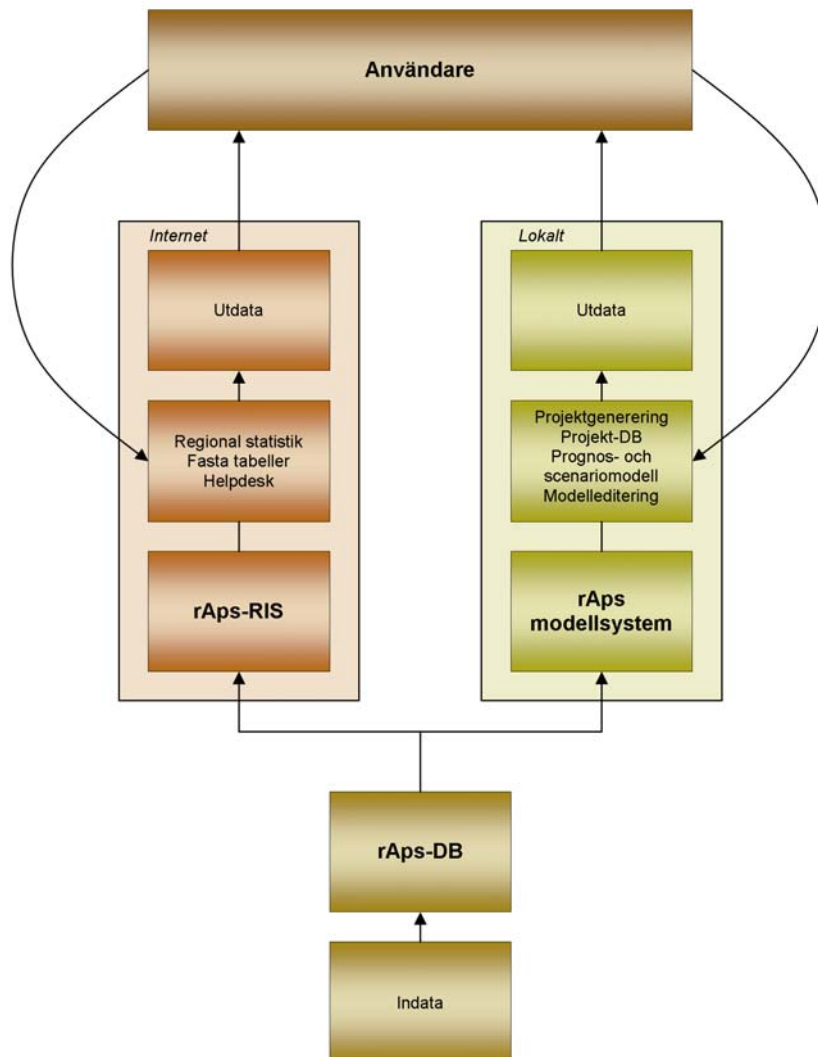 Användare
Internet
Utdata
Regional statistik
Fasta tabeller
Helpdesk
rAps-RIS
Lokalt
Utdata
Projektgenerering
Projekt-DB
Prognos- och
scenariomodell
Modelleditering
rAps
modellsystem
rAps-DB
Indata